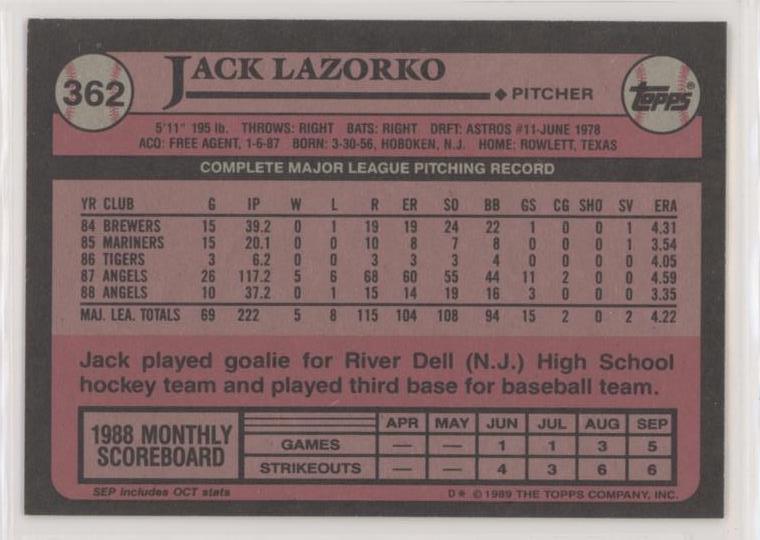 362
JACK LAZORKO
◆ PITCHER
TOPPS®
5'11" 195 lb. THROWS: RIGHT BATS: RIGHT DRFT: ASTROS #11-JUNE 1978
ACQ: FREE AGENT, 1-6-87 BORN: 3-30-56, HOBOKEN, N.J. HOME: ROWLETT, TEXAS
COMPLETE MAJOR LEAGUE PITCHING RECORD
YR CLUB G IP W L R ER SO BB GS CG SHO SV ERA
84 BREWERS 15 39.2 0 1 19 19 24 22 1 0 0 1 4.31
85 MARINERS 15 20.1 0 0 10 8 7 8 0 0 0 1 3.54
86 TIGERS 3 6.2 0 0 3 3 3 4 0 0 0 0 4.05
87 ANGELS 26 117.2 5 6 68 60 55 44 11 2 0 0 4.59
88 ANGELS 10 37.2 0 1 15 14 19 16 3 0 0 0 3.35
MAJ. LEA. TOTALS 69 222 5 8 115 104 108 94 15 2 0 2 4.22
Jack played goalie for River Dell (N.J.) High School
hockey team and played third base for baseball team.
1988 MONTHLY
SCOREBOARD
APR MAY JUN JUL AUG SEP
GAMES — — 1 1 3 5
STRIKEOUTS — — 4 3 6 6
SEP includes OCT stats
D* © 1989 THE TOPPS COMPANY, INC.